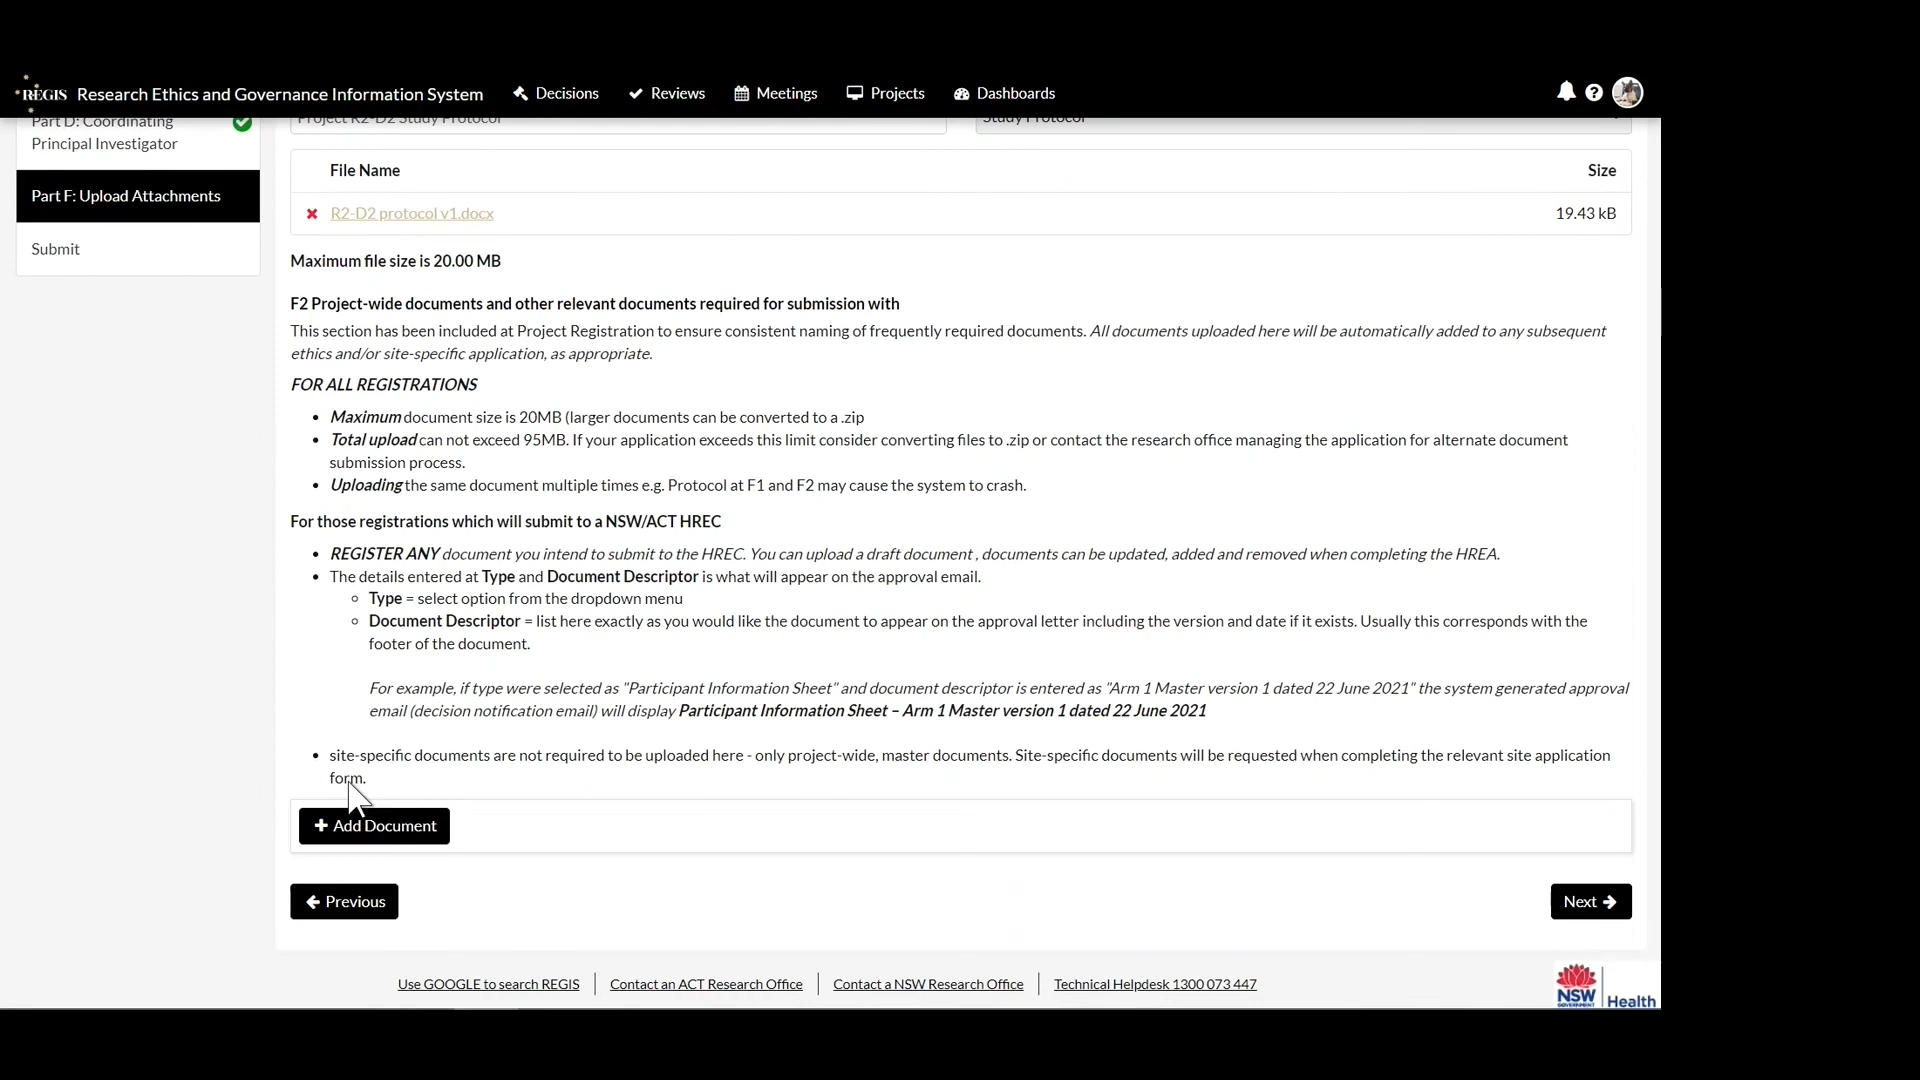 REGIS Research Ethics and Governance Information System Decisions Reviews Meetings Projects Dashboards
Part D: Coordinating
Principal Investigator
Project R2-D2 Study Protocol
Study Protocol
Part F: Upload Attachments
Submit
File Name Size
R2-D2 protocol v1.docx 19.43 kB
Maximum file size is 20.00 MB
F2 Project-wide documents and other relevant documents required for submission with
This section has been included at Project Registration to ensure consistent naming of frequently required documents. All documents uploaded here will be automatically added to any subsequent
ethics and/or site-specific application, as appropriate.
FOR ALL REGISTRATIONS
• Maximum document size is 20MB (larger documents can be converted to a .zip
• Total upload can not exceed 95MB. If your application exceeds this limit consider converting files to .zip or contact the research office managing the application for alternate document
submission process.
• Uploading the same document multiple times e.g. Protocol at F1 and F2 may cause the system to crash.
For those registrations which will submit to a NSW/ACT HREC
• REGISTER ANY document you intend to submit to the HREC. You can upload a draft document , documents can be updated, added and removed when completing the HREA.
• The details entered at Type and Document Descriptor is what will appear on the approval email.
◦ Type = select option from the dropdown menu
◦ Document Descriptor = list here exactly as you would like the document to appear on the approval letter including the version and date if it exists. Usually this corresponds with the
footer of the document.
For example, if type were selected as "Participant Information Sheet" and document descriptor is entered as "Arm 1 Master version 1 dated 22 June 2021" the system generated approval
email (decision notification email) will display Participant Information Sheet – Arm 1 Master version 1 dated 22 June 2021
• site-specific documents are not required to be uploaded here - only project-wide, master documents. Site-specific documents will be requested when completing the relevant site application
form.
Add Document
Previous
Next
Use GOOGLE to search REGIS
Contact an ACT Research Office
Contact a NSW Research Office
Technical Helpdesk 1300 073 447
NSW
GOVERNMENT
Health